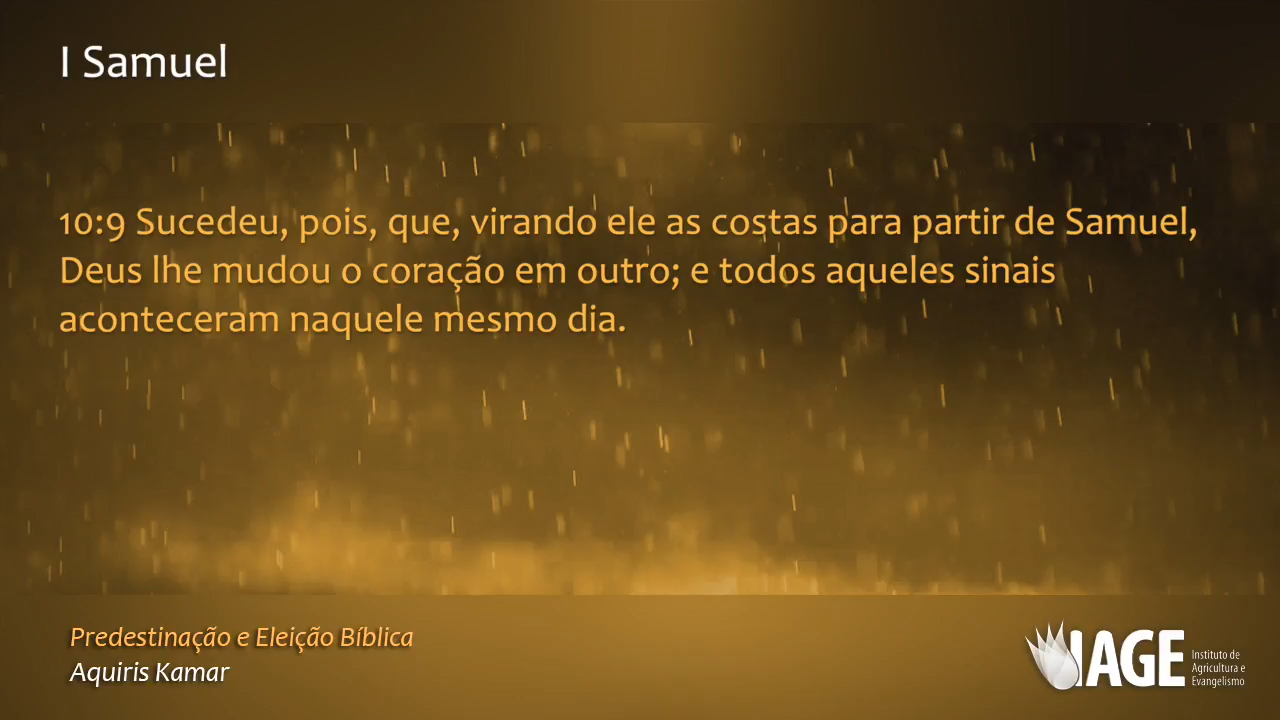 I Samuel
10:9 Sucedeu, pois, que, virando ele as costas para partir de Samuel,
Deus lhe mudou o coração em outro; e todos aqueles sinais
aconteceram naquele mesmo dia.
Predestinação e Eleição Bíblica
Aquiris Kamar
IAGE
Instituto de
Agricultura e
Evangelismo